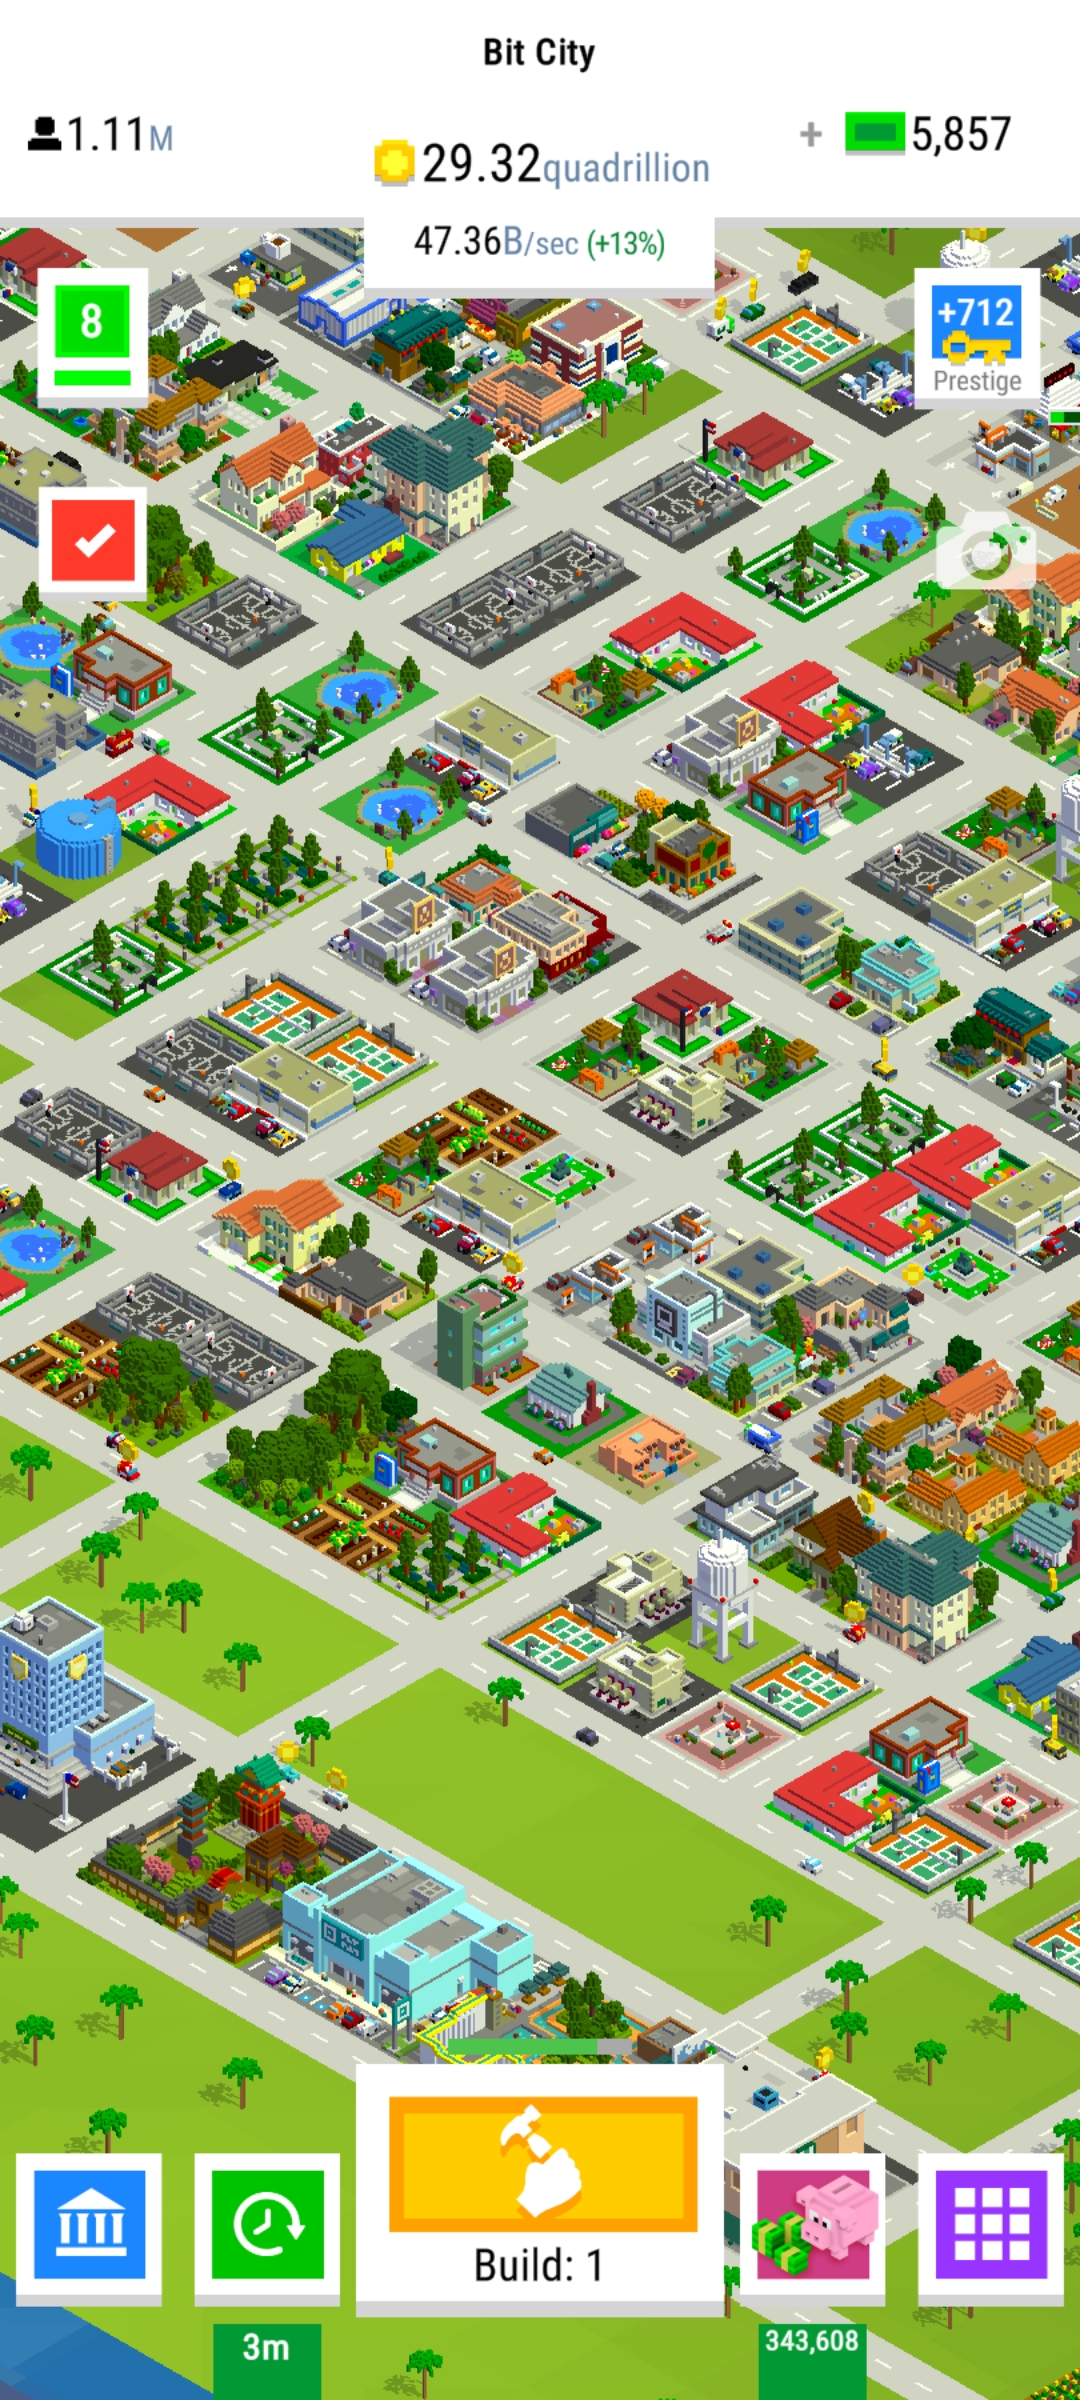 Bit City
1.11M
29.32quadrillion
+ 5,857
47.36B/sec (+13%)
8
+712
Prestige
Build: 1
3m
343,608